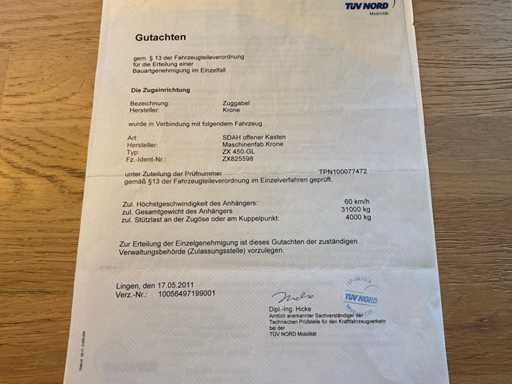 TÜV NORD
Mobilität
Gutachten
gem. § 13 der Fahrzeugteileverordnung
für die Erteilung einer
Bauartgenehmigung im Einzelfall
Die Zugeinrichtung
Bezeichnung: Zuggabel
Hersteller: Krone
wurde in Verbindung mit folgendem Fahrzeug
Art: SDAH offener Kasten
Hersteller: Maschinenfab.Krone
Typ: ZX 450-GL
Fz.-Ident-Nr.: ZX825598
unter Zuteilung der Prüfnummer TPN100077472
gemäß §13 der Fahrzeugteileverordnung im Einzelverfahren geprüft.
Zul. Höchstgeschwindigkeit des Anhängers: 60 km/h
zul. Gesamtgewicht des Anhängers 31000 kg
zul. Stützlast an der Zugöse oder am Kuppelpunkt: 4000 kg
Zur Erteilung der Einzelgenehmigung ist dieses Gutachten der zuständigen
Verwaltungsbehörde (Zulassungsstelle) vorzulegen.
Lingen, den 17.05.2011
Verz.-Nr.: 10056497199001
TÜV NORD
Dipl.-Ing. Hicke
Amtlich anerkannter Sachverständiger der
Technischen Prüfstelle für den Kraftfahrzeugverkehr
bei der
TÜV NORD Mobilität